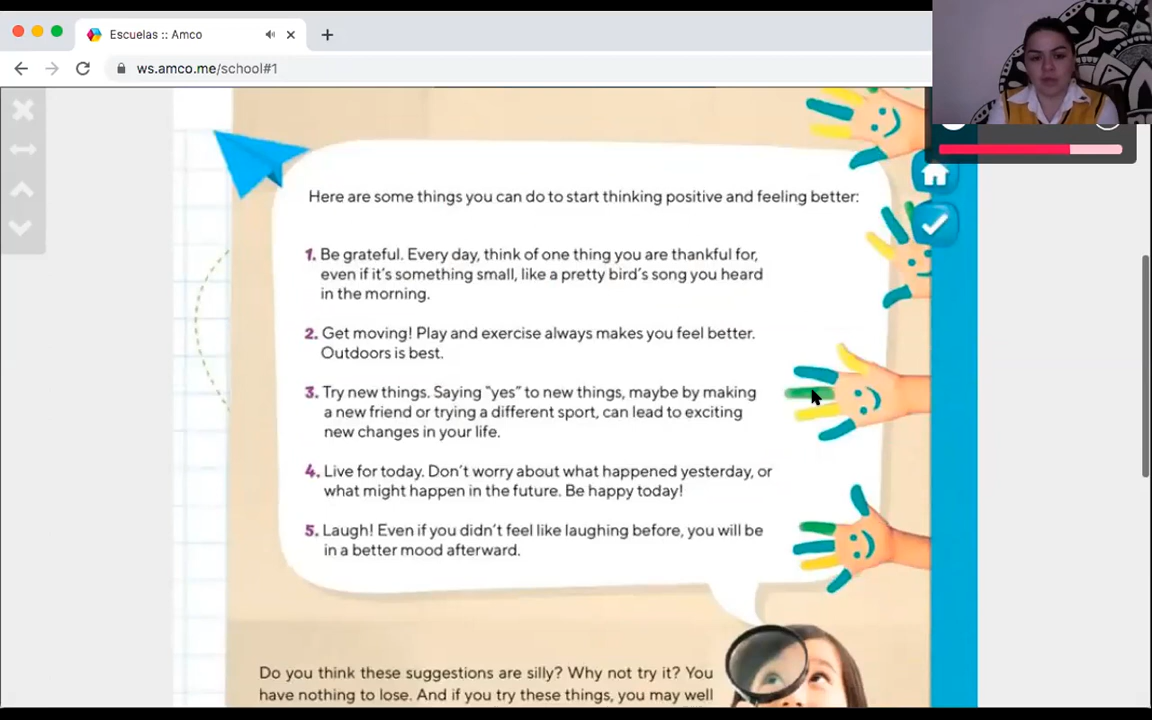 Escuelas :: Amco
ws.amco.me/school#1
Here are some things you can do to start thinking positive and feeling better:
1. Be grateful. Every day, think of one thing you are thankful for,
even if it's something small, like a pretty bird's song you heard
in the morning.
2. Get moving! Play and exercise always makes you feel better.
Outdoors is best.
3. Try new things. Saying "yes" to new things, maybe by making
a new friend or trying a different sport, can lead to exciting
new changes in your life.
4. Live for today. Don't worry about what happened yesterday, or
what might happen in the future. Be happy today!
5. Laugh! Even if you didn't feel like laughing before, you will be
in a better mood afterward.
Do you think these suggestions are silly? Why not try it? You
have nothing to lose. And if you try these things, you may well